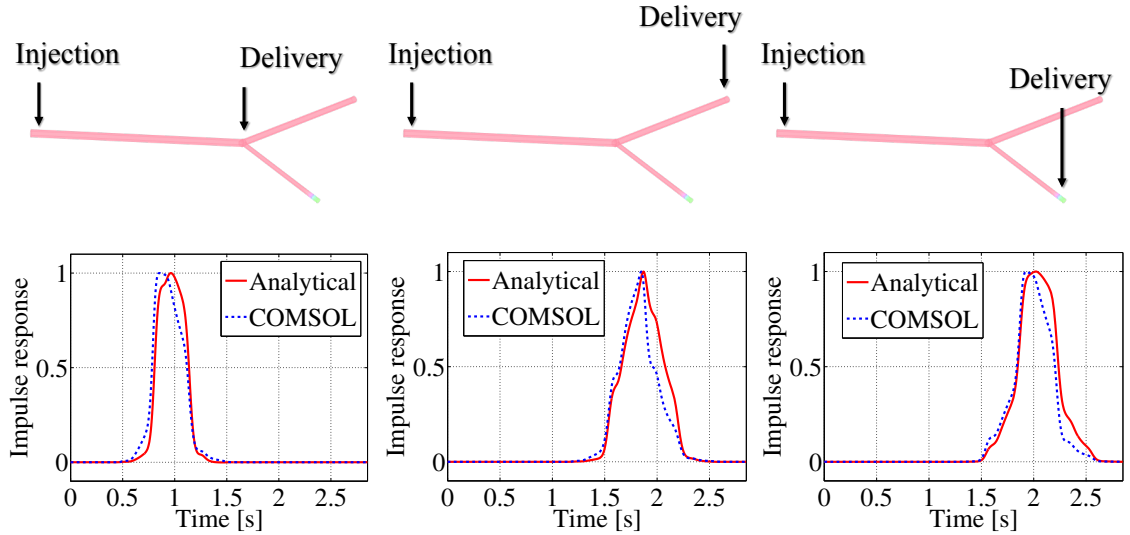 Injection
Delivery
Injection
Delivery
Injection
Delivery
Impulse response
1
0.5
0
0 0.5 1 1.5 2 2.5
Time [s]
Analytical
COMSOL
Impulse response
1
0.5
0
0 0.5 1 1.5 2 2.5
Time [s]
Analytical
COMSOL
Impulse response
1
0.5
0
0 0.5 1 1.5 2 2.5
Time [s]
Analytical
COMSOL